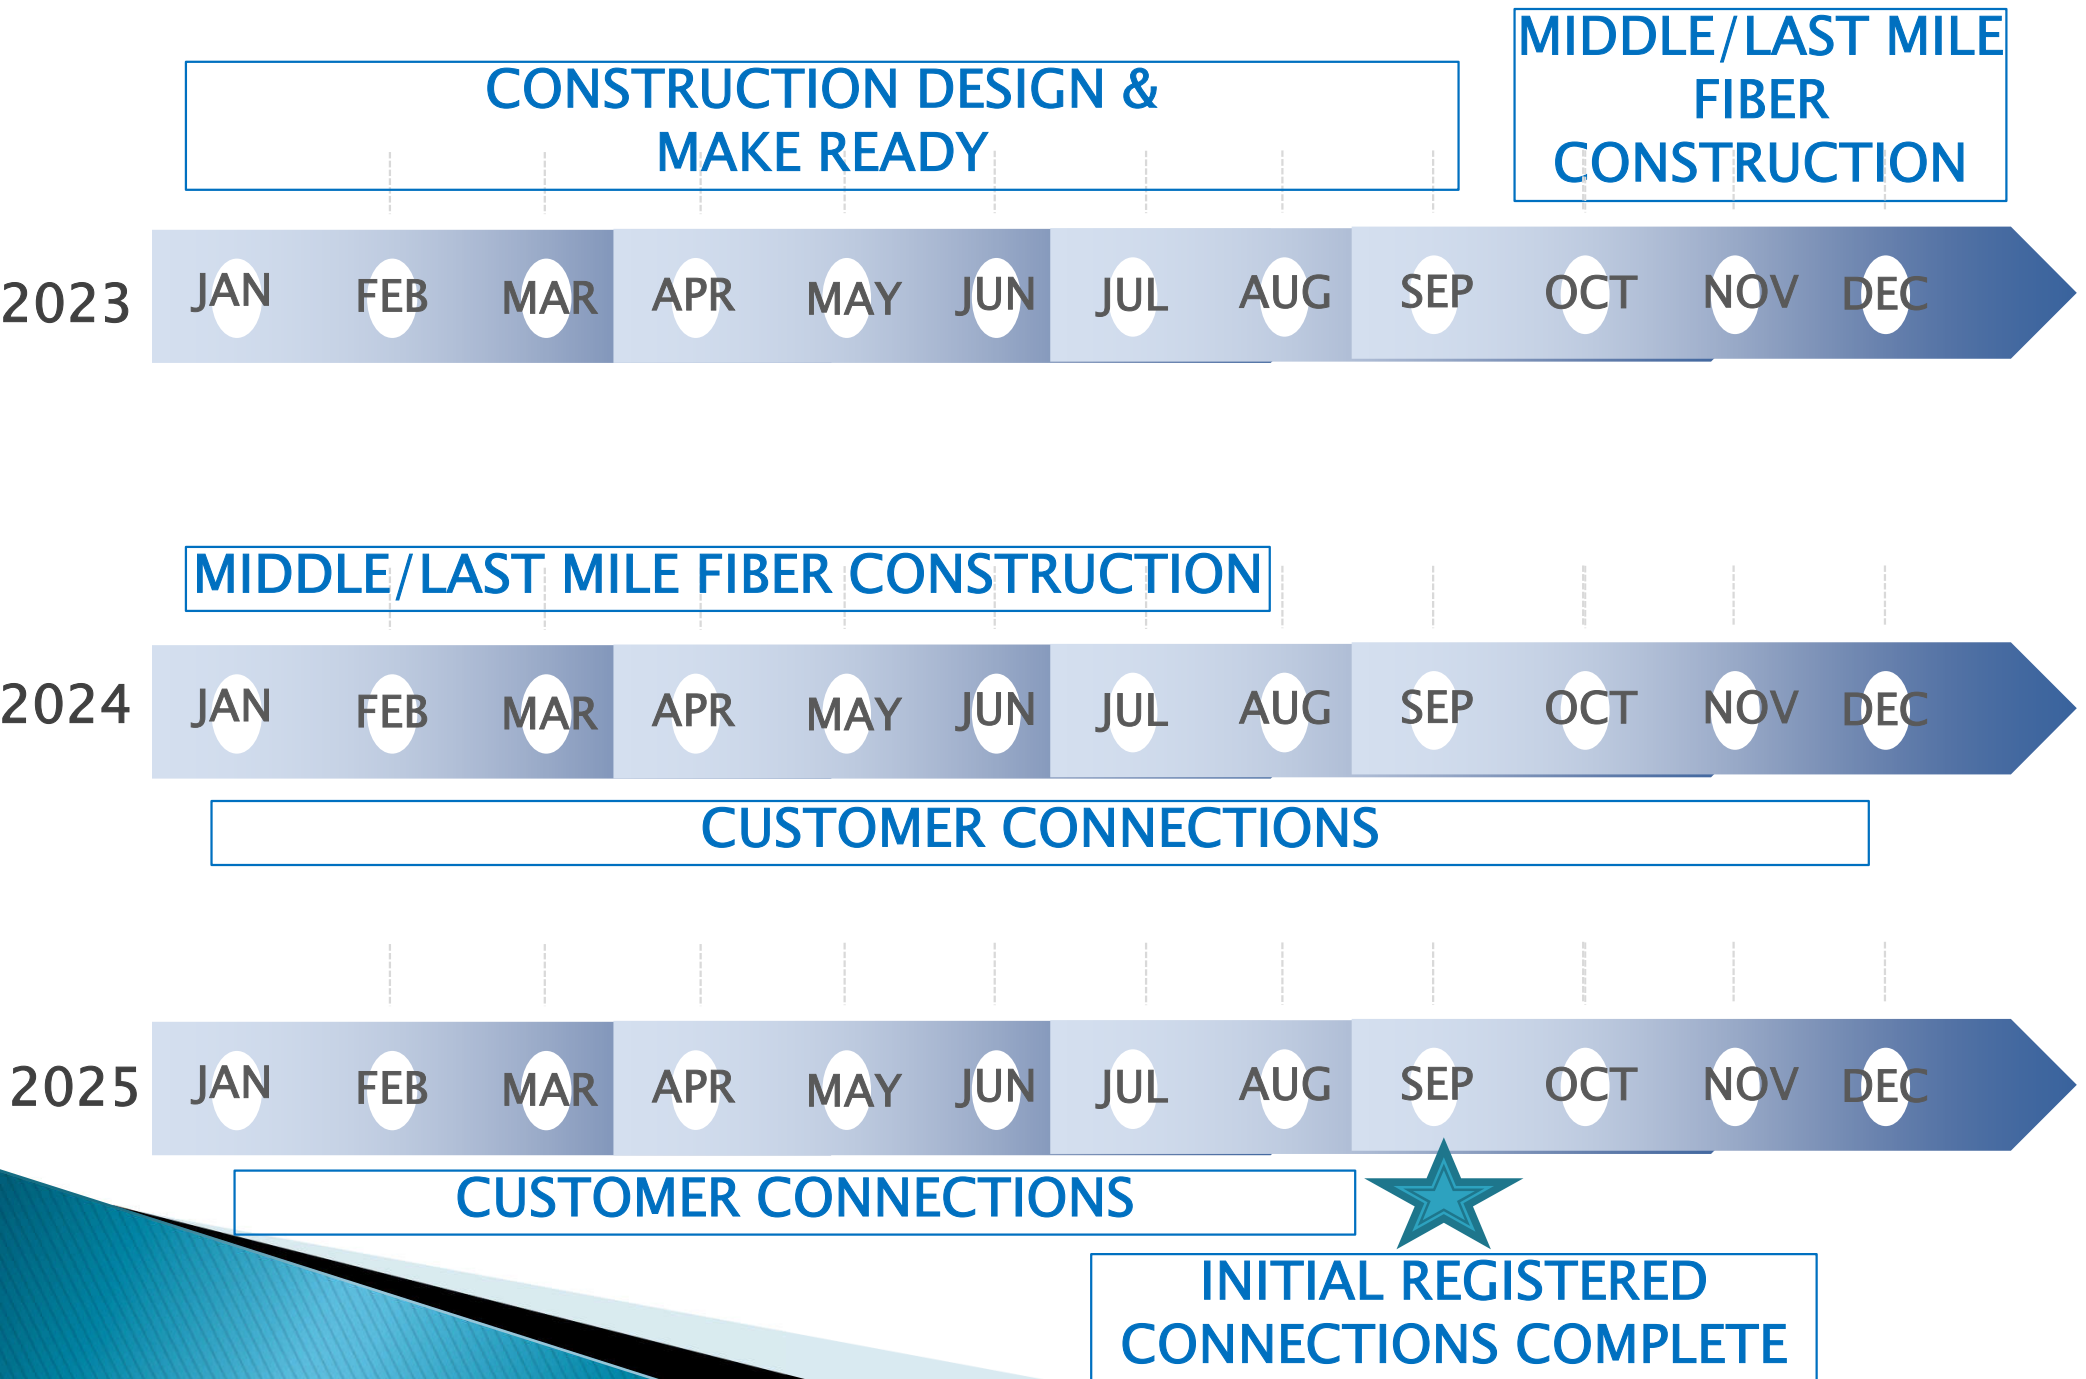 CONSTRUCTION DESIGN &
MAKE READY
MIDDLE/LAST MILE
FIBER
CONSTRUCTION
2023 JAN FEB MAR APR MAY JUN JUL AUG SEP OCT NOV DEC
MIDDLE/LAST MILE FIBER CONSTRUCTION
2024 JAN FEB MAR APR MAY JUN JUL AUG SEP OCT NOV DEC
CUSTOMER CONNECTIONS
2025 JAN FEB MAR APR MAY JUN JUL AUG SEP OCT NOV DEC
CUSTOMER CONNECTIONS
INITIAL REGISTERED
CONNECTIONS COMPLETE